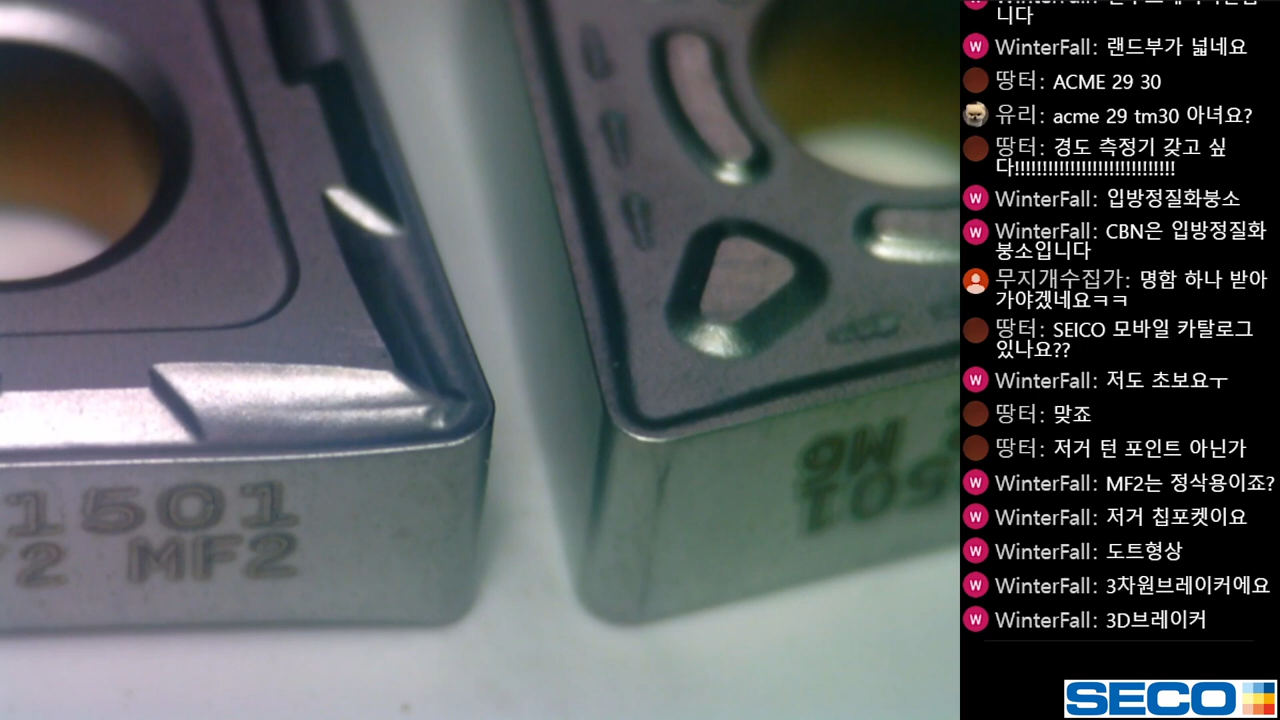 니다
WinterFall: 랜드부가 넓네요
땅터: ACME 29 30
유리: acme 29 tm30 아녀요?
땅터: 경도 측정기 갖고 싶
다!!!!!!!!!!!!!!!!!!!!!!!!!!!!!
WinterFall: 입방정질화붕소
WinterFall: CBN은 입방정질화
붕소입니다
무지개수집가: 명함 하나 받아
가야겠네요ㅋㅋ
땅터: SEICO 모바일 카탈로그
있나요??
W WinterFall: 저도 초보요ㅜ
땅터: 맞죠
땅터: 저거 턴 포인트 아닌가
W WinterFall: MF2는 정삭용이죠?
W WinterFall: 저거 칩포켓이요
W WinterFall: 도트형상
W WinterFall: 3차원브레이커에요
W WinterFall: 3D브레이커
1501
2 MF2
M6
1501
SECO